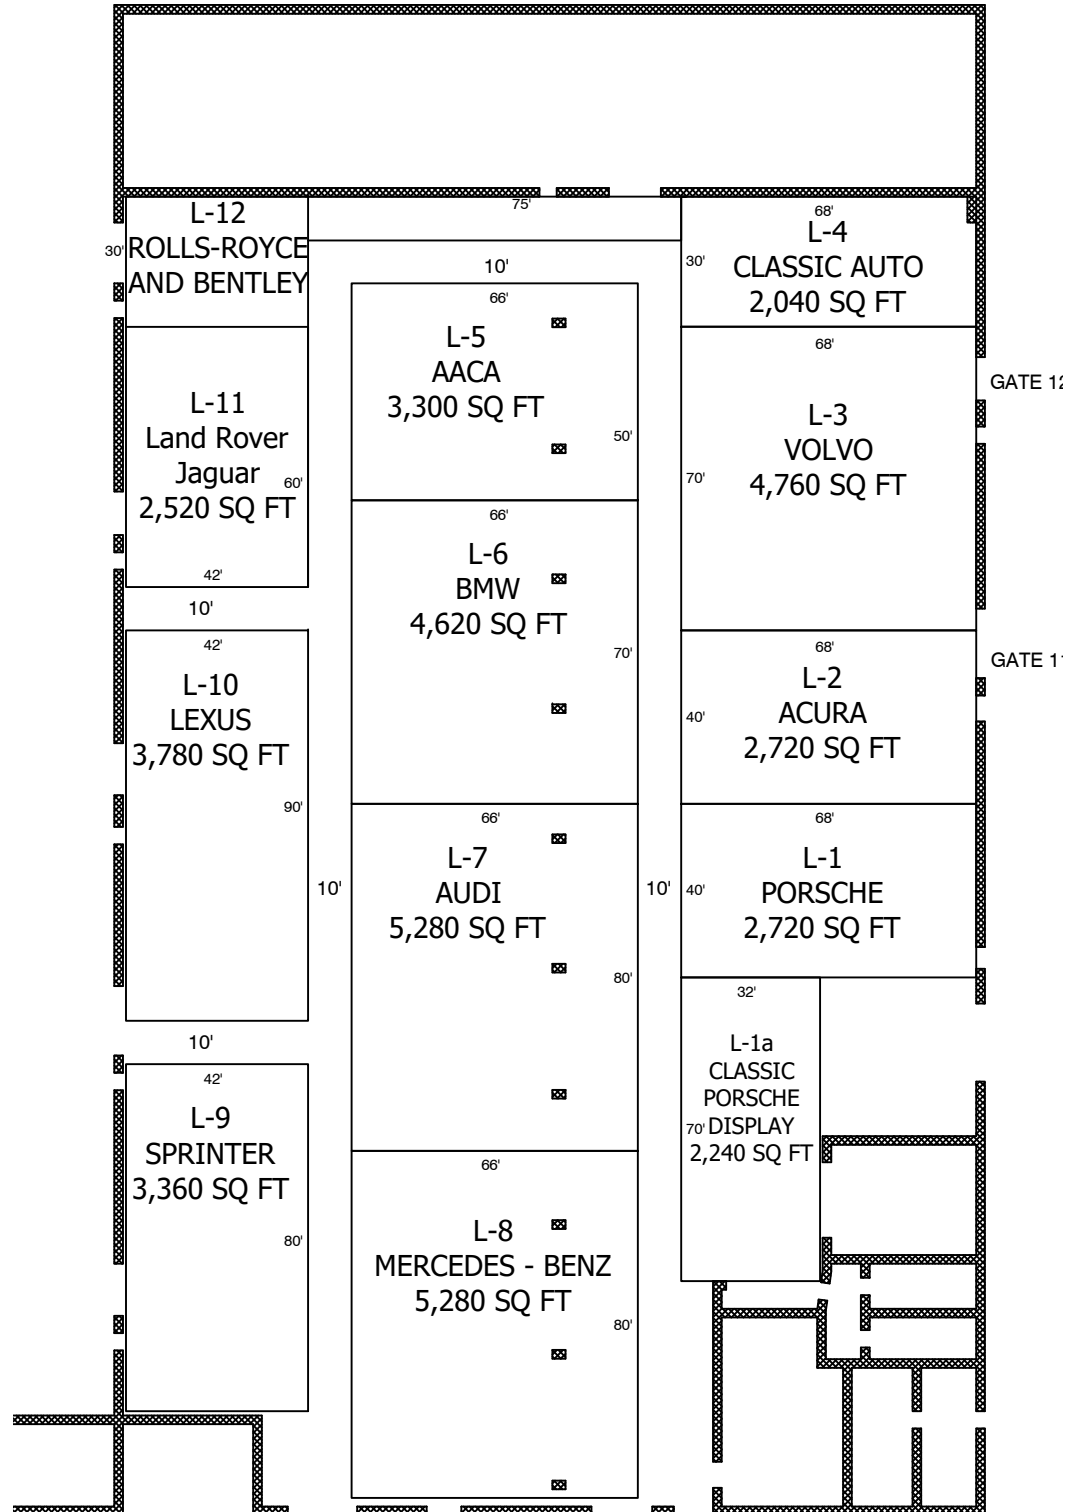 75'
L-12
ROLLS-ROYCE
AND BENTLEY
30'
68'
L-4
CLASSIC AUTO
2,040 SQ FT
30'
10'
66'
L-5
AACA
3,300 SQ FT
50'
68'
L-3
VOLVO
4,760 SQ FT
70'
GATE 12
L-11
Land Rover
Jaguar
2,520 SQ FT
60'
42'
10'
66'
L-6
BMW
4,620 SQ FT
70'
68'
L-2
ACURA
2,720 SQ FT
40'
GATE 1
42'
L-10
LEXUS
3,780 SQ FT
90'
10'
66'
L-7
AUDI
5,280 SQ FT
80'
10'
68'
L-1
PORSCHE
2,720 SQ FT
40'
10'
32'
L-1a
CLASSIC
PORSCHE
70' DISPLAY
2,240 SQ FT
42'
L-9
SPRINTER
3,360 SQ FT
80'
66'
L-8
MERCEDES - BENZ
5,280 SQ FT
80'